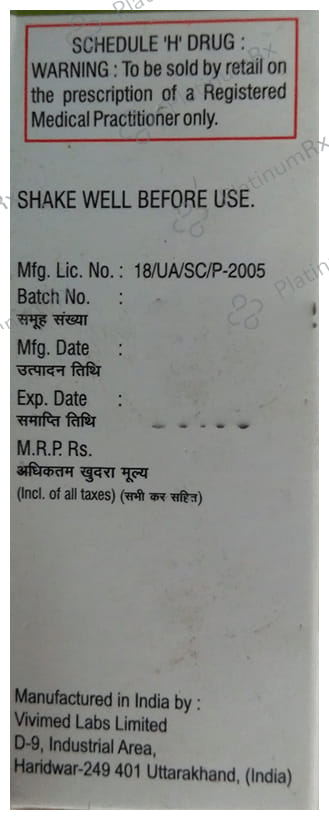 SCHEDULE 'H' DRUG :
WARNING : To be sold by retail on
the prescription of a Registered
Medical Practitioner only.
SHAKE WELL BEFORE USE.
Mfg. Lic. No. : 18/UA/SC/P-2005
Batch No. :
समूह संख्या
Mfg. Date :
उत्पादन तिथि
Exp. Date :
समाप्ति तिथि
M.R.P. Rs.
अधिकतम खुदरा मूल्य
(Incl. of all taxes) (सभी कर सहित)
Manufactured in India by :
Vivimed Labs Limited
D-9, Industrial Area,
Haridwar-249 401 Uttarakhand, (India)
PlatinumRx